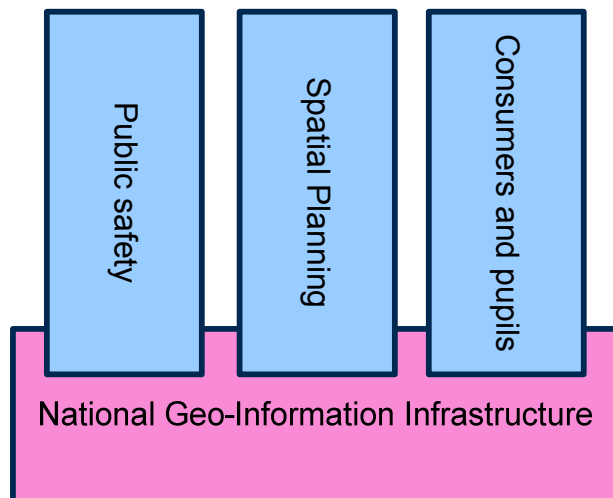 Public safety
Spatial Planning
Consumers and pupils
National Geo-Information Infrastructure